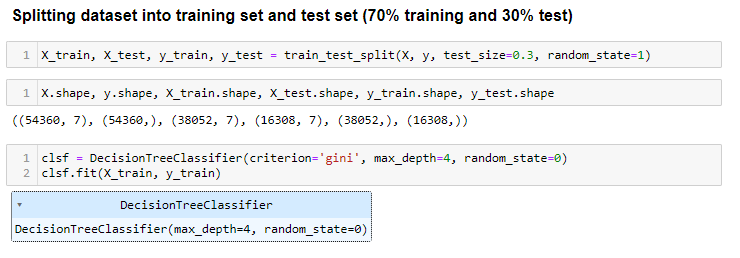 Splitting dataset into training set and test set (70% training and 30% test)
1 X_train, X_test, y_train, y_test = train_test_split(X, y, test_size=0.3, random_state=1)
1 X.shape, y.shape, X_train.shape, X_test.shape, y_train.shape, y_test.shape
((54360, 7), (54360,), (38052, 7), (16308, 7), (38052,), (16308,))
1 clsf = DecisionTreeClassifier(criterion='gini', max_depth=4, random_state=0)
2 clsf.fit(X_train, y_train)
▾ DecisionTreeClassifier
DecisionTreeClassifier(max_depth=4, random_state=0)